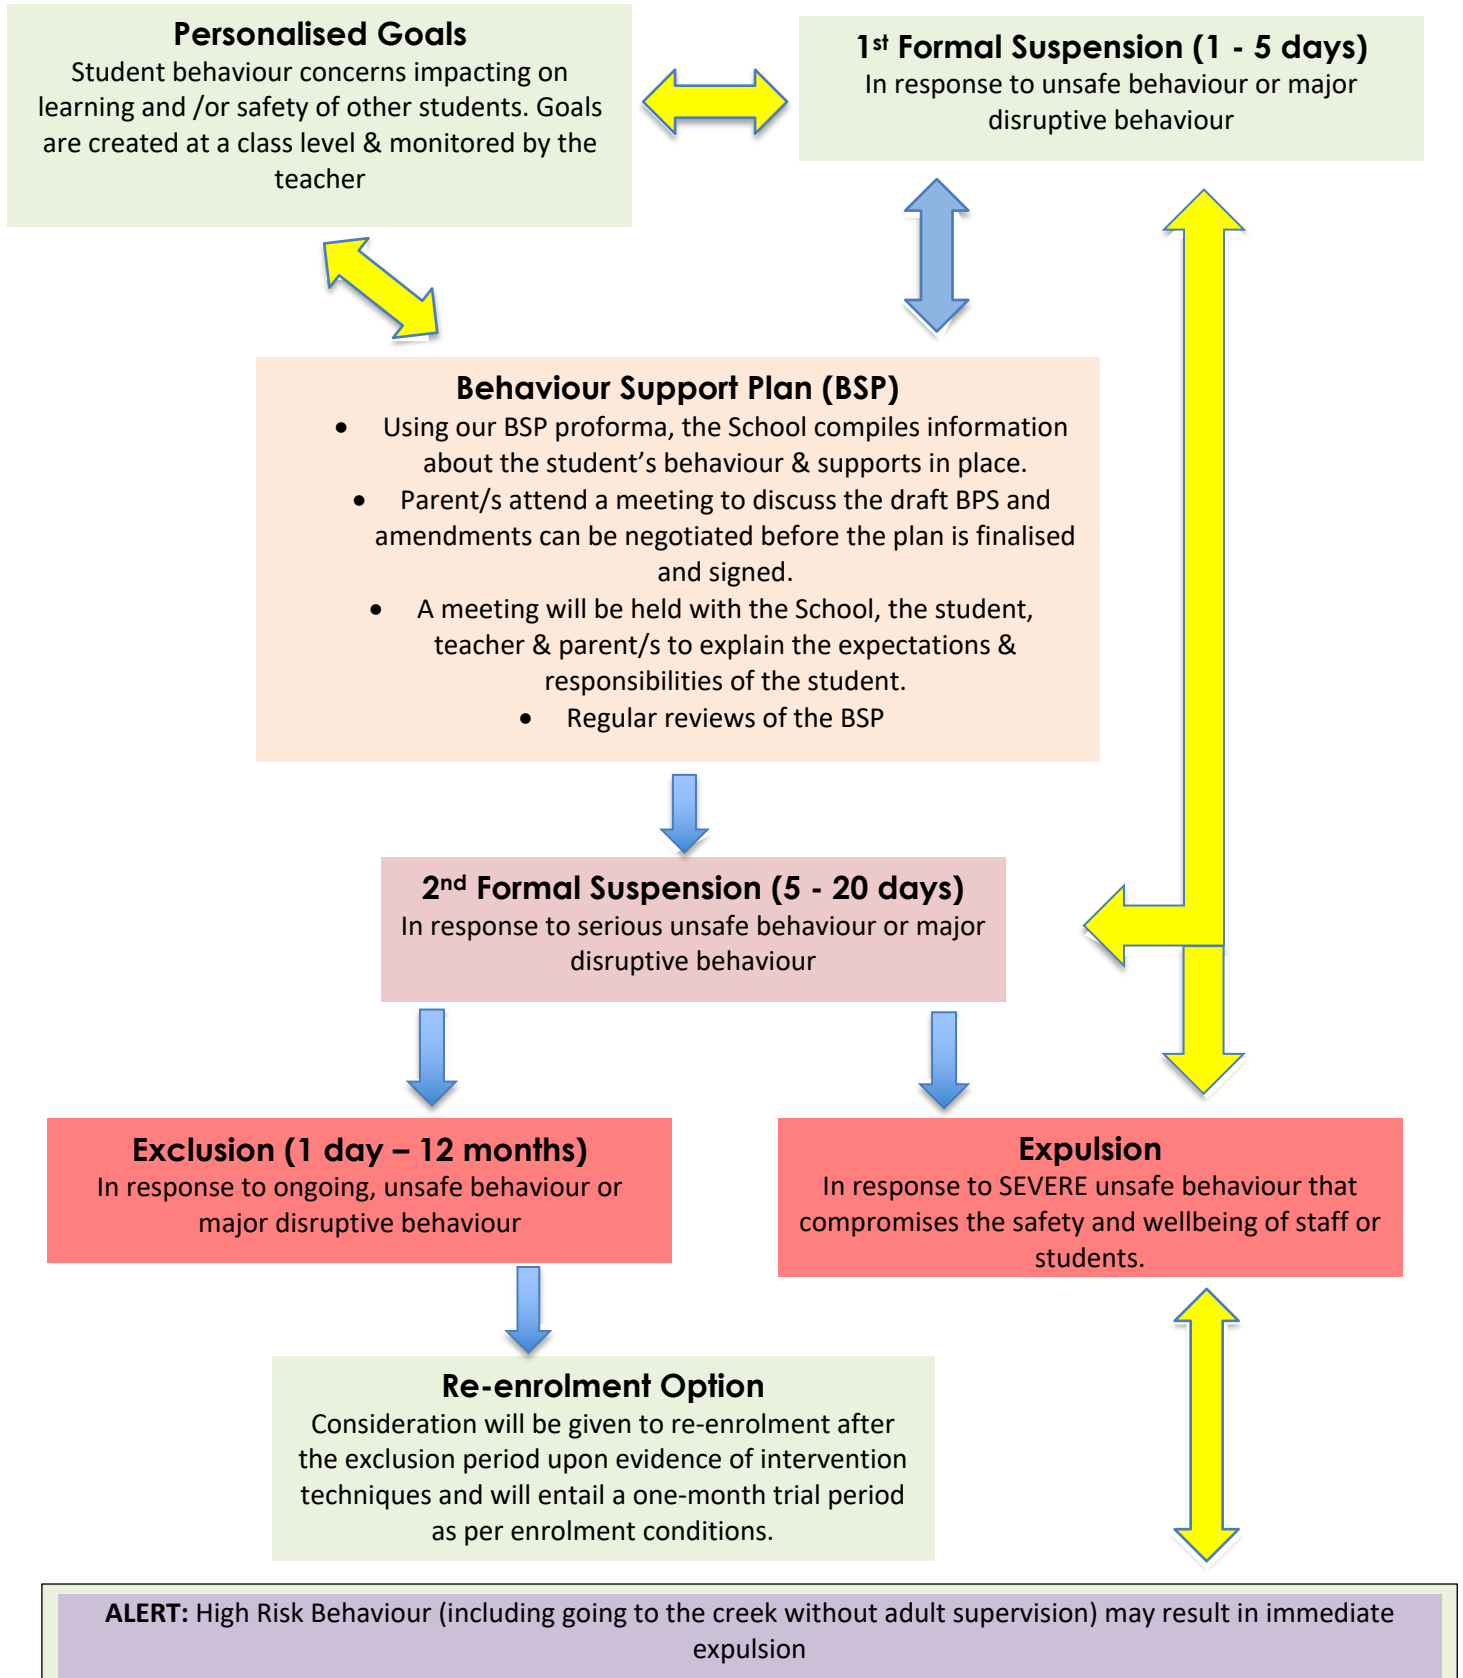 Personalised Goals
Student behaviour concerns impacting on
learning and /or safety of other students. Goals
are created at a class level & monitored by the
teacher
1st Formal Suspension (1 - 5 days)
In response to unsafe behaviour or major
disruptive behaviour
Behaviour Support Plan (BSP)
• Using our BSP proforma, the School compiles information
about the student’s behaviour & supports in place.
• Parent/s attend a meeting to discuss the draft BPS and
amendments can be negotiated before the plan is finalised
and signed.
• A meeting will be held with the School, the student,
teacher & parent/s to explain the expectations &
responsibilities of the student.
• Regular reviews of the BSP
2nd Formal Suspension (5 - 20 days)
In response to serious unsafe behaviour or major
disruptive behaviour
Exclusion (1 day – 12 months)
In response to ongoing, unsafe behaviour or
major disruptive behaviour
Expulsion
In response to SEVERE unsafe behaviour that
compromises the safety and wellbeing of staff or
students.
Re-enrolment Option
Consideration will be given to re-enrolment after
the exclusion period upon evidence of intervention
techniques and will entail a one-month trial period
as per enrolment conditions.
ALERT: High Risk Behaviour (including going to the creek without adult supervision) may result in immediate
expulsion